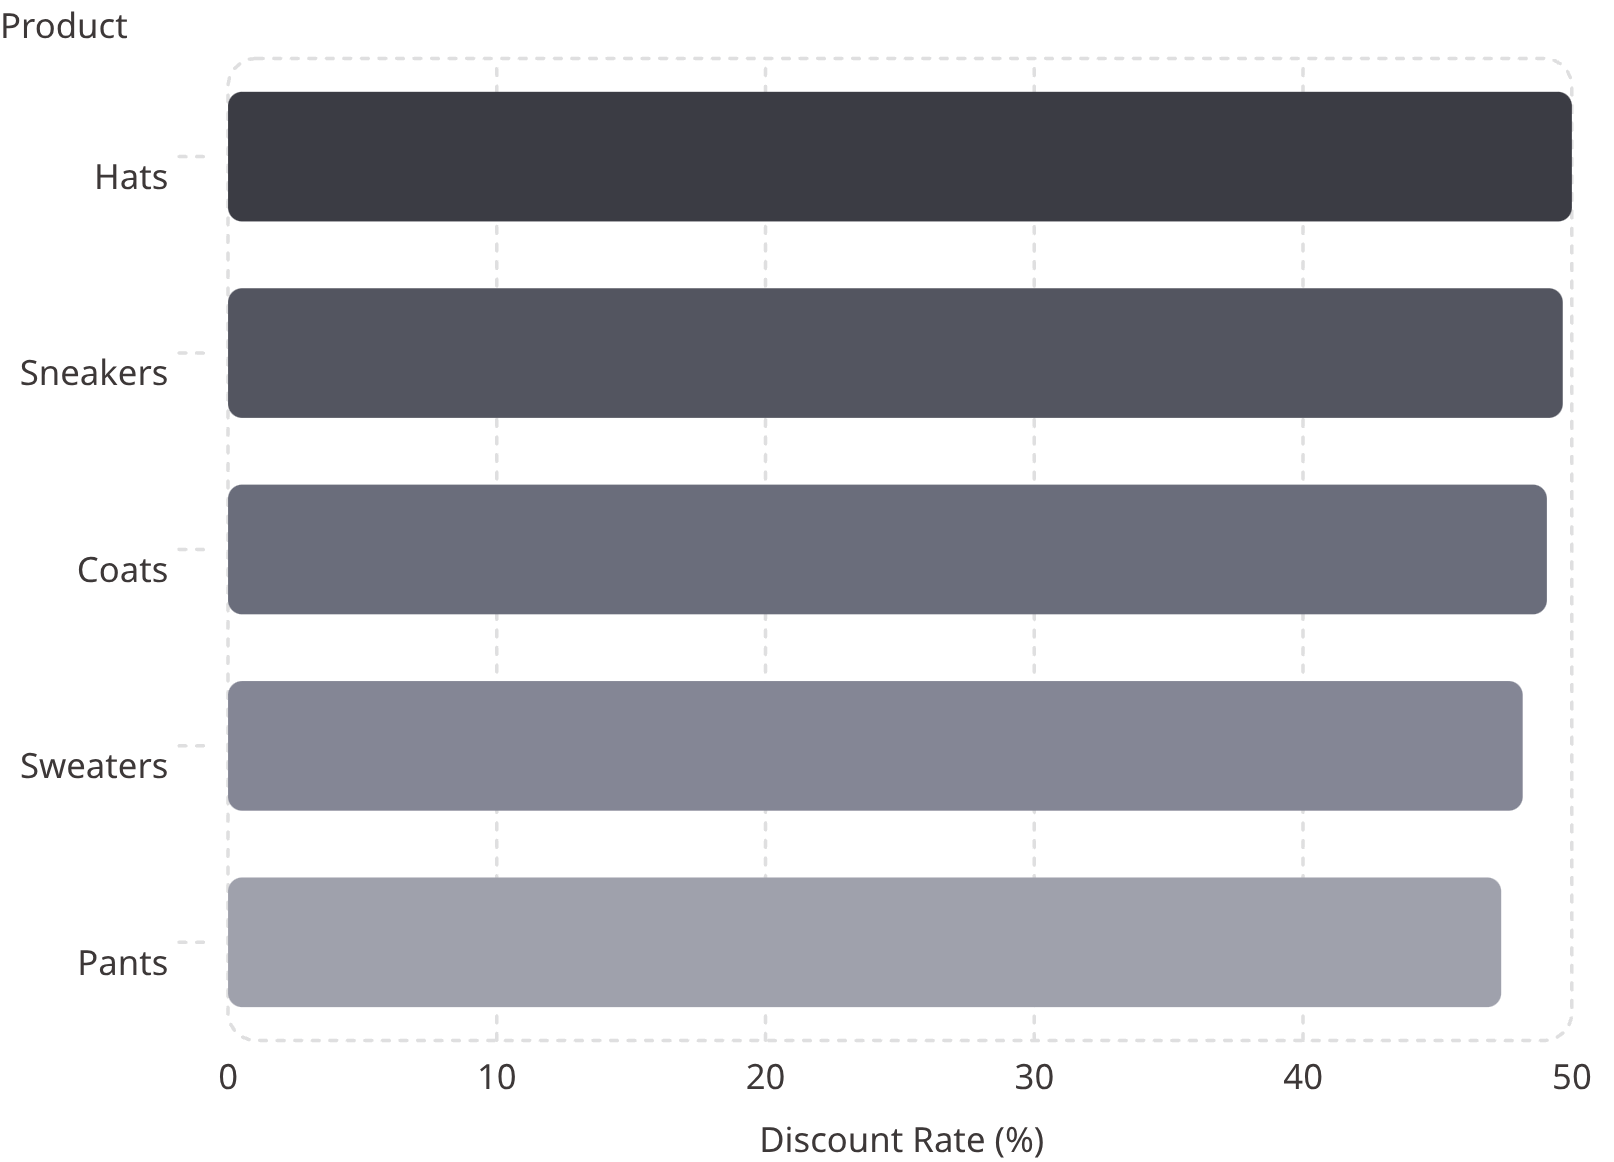 Product
Hats
Sneakers
Coats
Sweaters
Pants
0 10 20 30 40 50
Discount Rate (%)